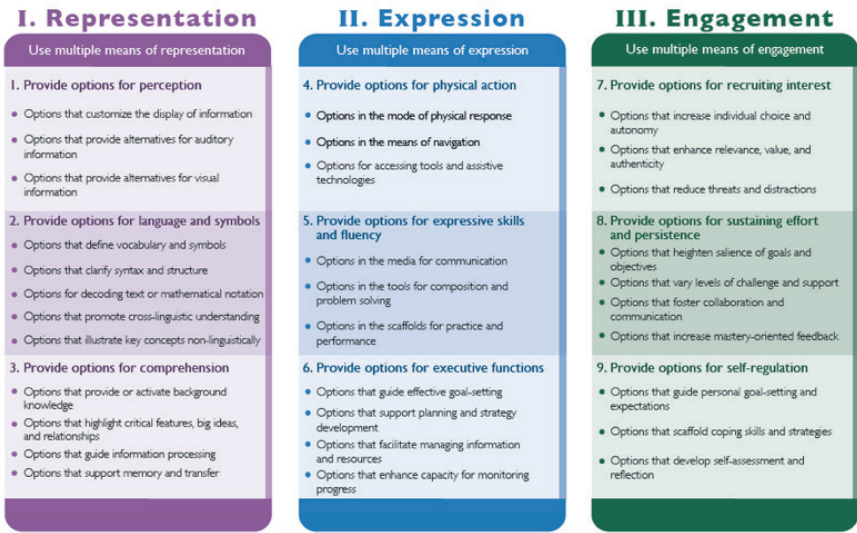 I. Representation
Use multiple means of representation
1. Provide options for perception
• Options that customize the display of information
• Options that provide alternatives for auditory
information
• Options that provide alternatives for visual
information
2. Provide options for language and symbols
• Options that define vocabulary and symbols
• Options that clarify syntax and structure
• Options for decoding text or mathematical notation
• Options that promote cross-linguistic understanding
• Options that illustrate key concepts non-linguistically
3. Provide options for comprehension
• Options that provide or activate background
knowledge
• Options that highlight critical features, big ideas,
and relationships
• Options that guide information processing
• Options that support memory and transfer
II. Expression
Use multiple means of expression
4. Provide options for physical action
• Options in the mode of physical response
• Options in the means of navigation
• Options for accessing tools and assistive
technologies
5. Provide options for expressive skills
and fluency
• Options in the media for communication
• Options in the tools for composition and
problem solving
• Options in the scaffolds for practice and
performance
6. Provide options for executive functions
• Options that guide effective goal-setting
• Options that support planning and strategy
development
• Options that facilitate managing information
and resources
• Options that enhance capacity for monitoring
progress
III. Engagement
Use multiple means of engagement
7. Provide options for recruiting interest
• Options that increase individual choice and
autonomy
• Options that enhance relevance, value, and
authenticity
• Options that reduce threats and distractions
8. Provide options for sustaining effort
and persistence
• Options that heighten salience of goals and
objectives
• Options that vary levels of challenge and support
• Options that foster collaboration and
communication
• Options that increase mastery-oriented feedback
9. Provide options for self-regulation
• Options that guide personal goal-setting and
expectations
• Options that scaffold coping skills and strategies
• Options that develop self-assessment and
reflection